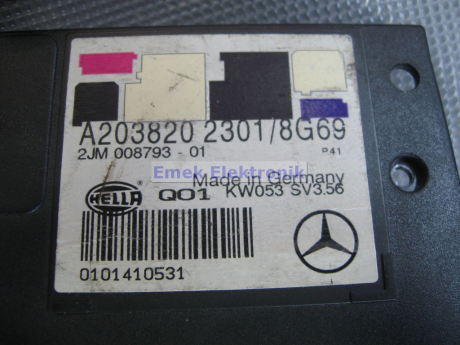 A203820 2301/8G69
2JM 008793 - 01 P41
Emek Elektronik
Made in Germany
HELLA Q01 KW053 SV3.56
0101410531